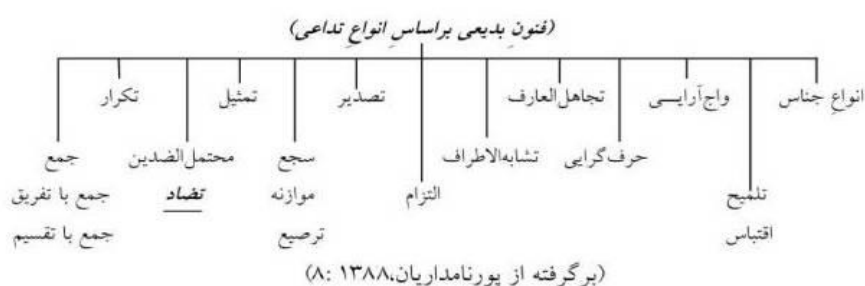 (فنونِ بدیعی براساسِ انواعِ تداعی)
انواعِ جناس واج‌آرایــی تجاهل‌العارف تصدیر تمثیل تکرار
حرف‌گرایی تشابه‌الاطراف سجع محتمل‌الضدین جمع
تلمیح التزام موازنه تضاد جمع با تفریق
اقتباس ترصیع جمع با تقسیم
(برگرفته از پورنامداریان،۱۳۸۸ :۸)